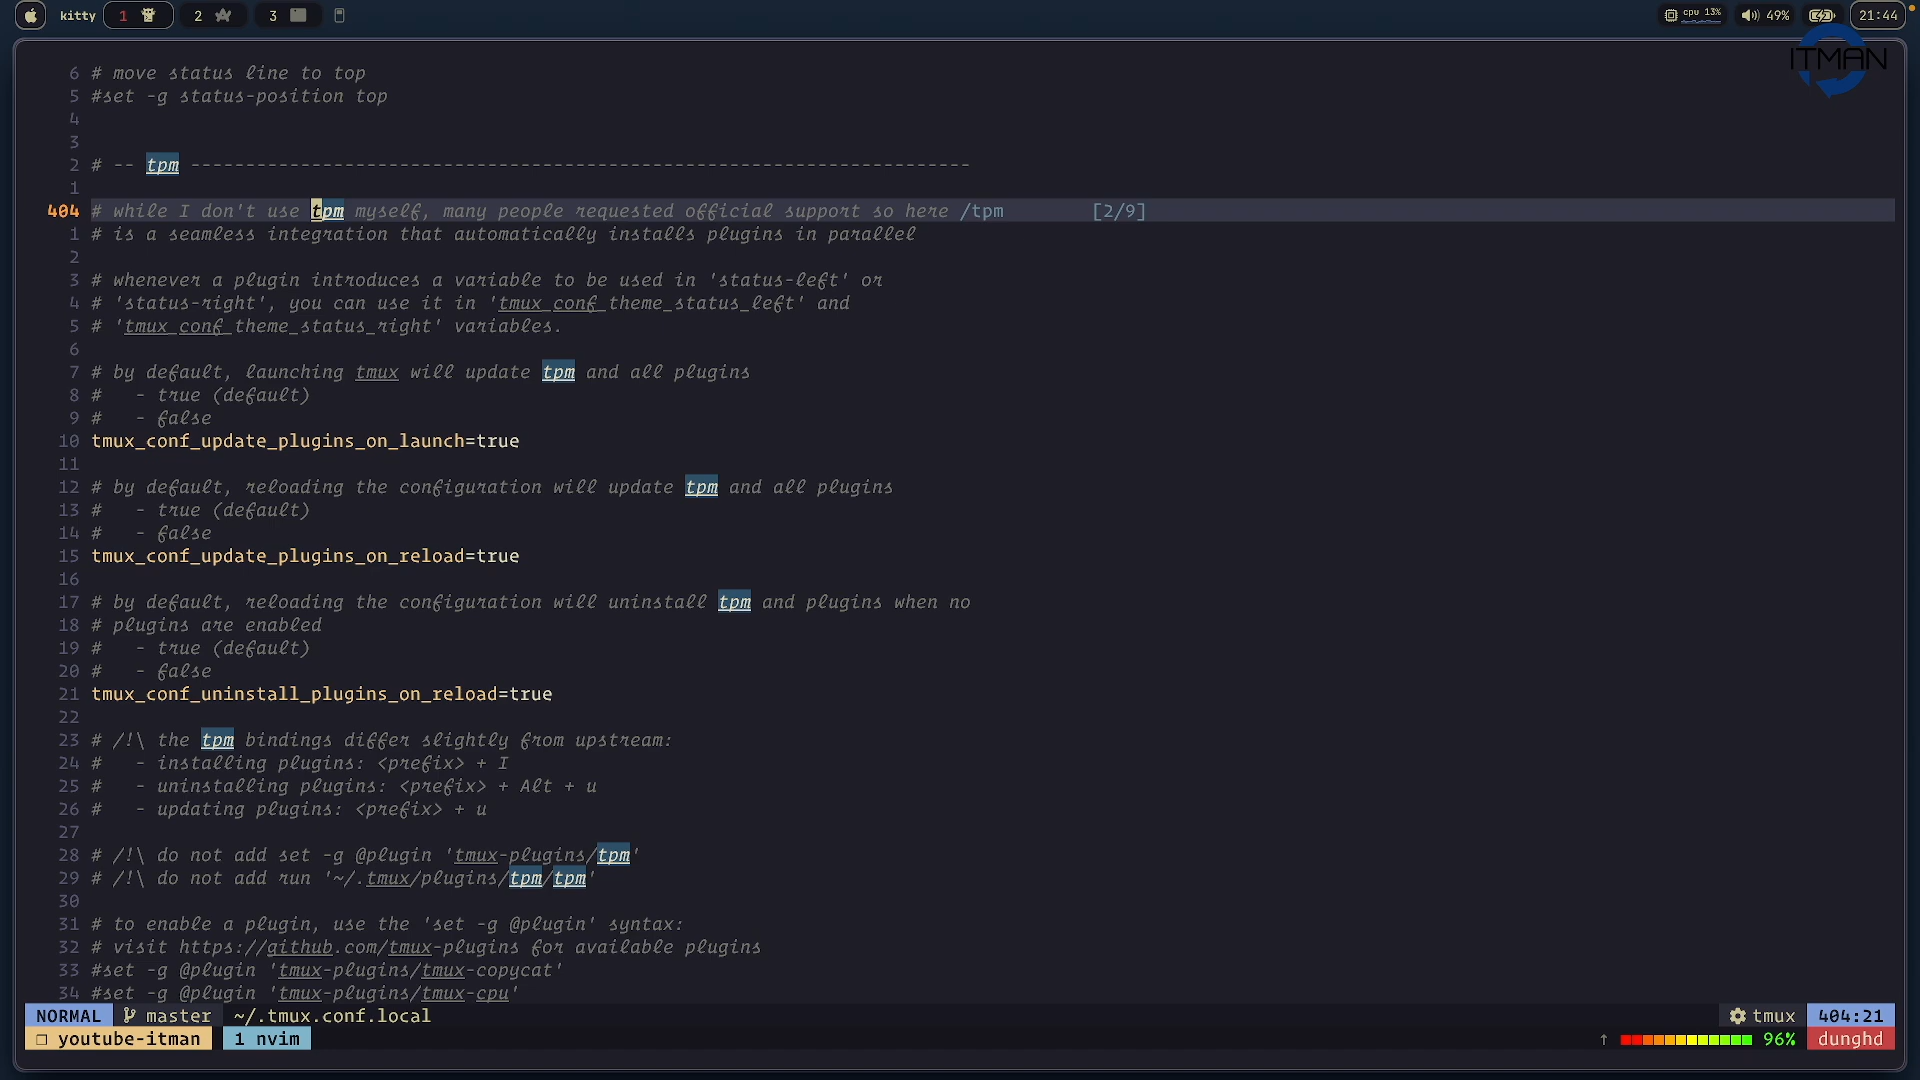 kitty 1 2 3 cpu 13% 49% 21:44
ITMAN
6 # move status line to top
5 #set -g status-position top
4
3
2 # -- tpm -----------------------------------------------------------------------
1
404 # while I don't use tpm myself, many people requested official support so here /tpm [2/9]
1 # is a seamless integration that automatically installs plugins in parallel
2
3 # whenever a plugin introduces a variable to be used in 'status-left' or
4 # 'status-right', you can use it in 'tmux_conf_theme_status_left' and
5 # 'tmux_conf_theme_status_right' variables.
6
7 # by default, launching tmux will update tpm and all plugins
8 #   - true (default)
9 #   - false
10 tmux_conf_update_plugins_on_launch=true
11
12 # by default, reloading the configuration will update tpm and all plugins
13 #   - true (default)
14 #   - false
15 tmux_conf_update_plugins_on_reload=true
16
17 # by default, reloading the configuration will uninstall tpm and plugins when no
18 # plugins are enabled
19 #   - true (default)
20 #   - false
21 tmux_conf_uninstall_plugins_on_reload=true
22
23 # /!\ the tpm bindings differ slightly from upstream:
24 #   - installing plugins: <prefix> + I
25 #   - uninstalling plugins: <prefix> + Alt + u
26 #   - updating plugins: <prefix> + u
27
28 # /!\ do not add set -g @plugin 'tmux-plugins/tpm'
29 # /!\ do not add run '~/.tmux/plugins/tpm/tpm'
30
31 # to enable a plugin, use the 'set -g @plugin' syntax:
32 # visit https://github.com/tmux-plugins for available plugins
33 #set -g @plugin 'tmux-plugins/tmux-copycat'
34 #set -g @plugin 'tmux-plugins/tmux-cpu'
NORMAL master ~/.tmux.conf.local tmux 404:21
youtube-itman 1 nvim ↑ 96% dunghd